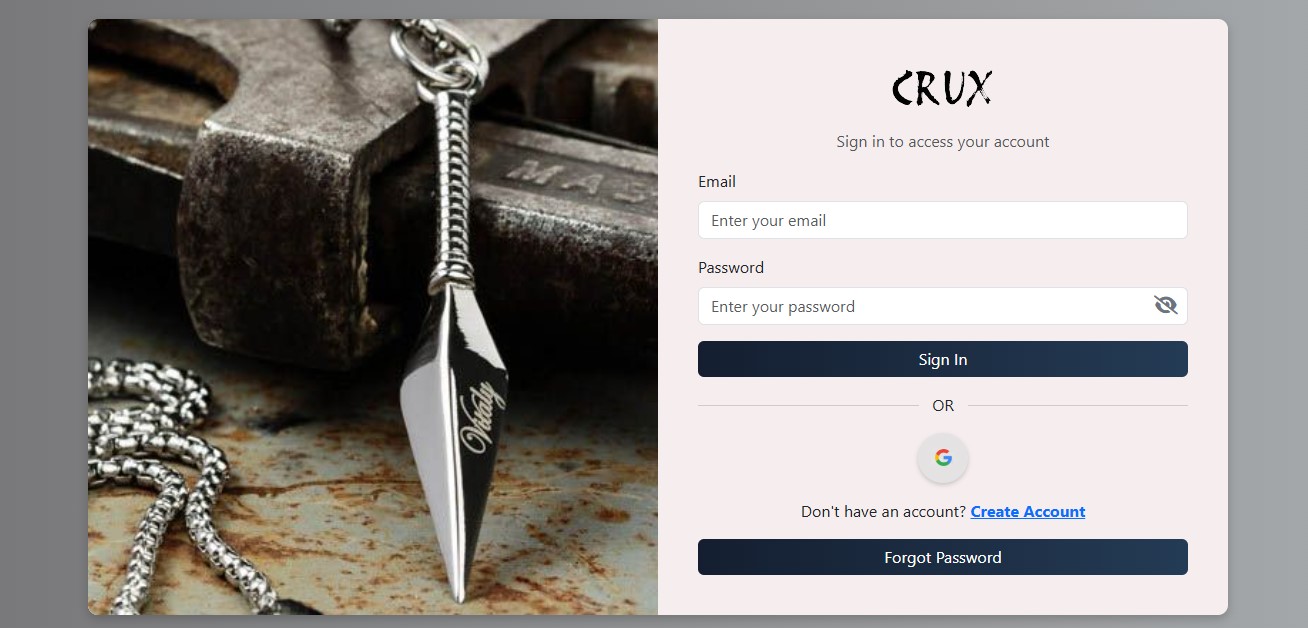 MAS
Vitaly
CRUX
Sign in to access your account
Email
Enter your email
Password
Enter your password
Sign In
OR
G
Don't have an account? Create Account
Forgot Password